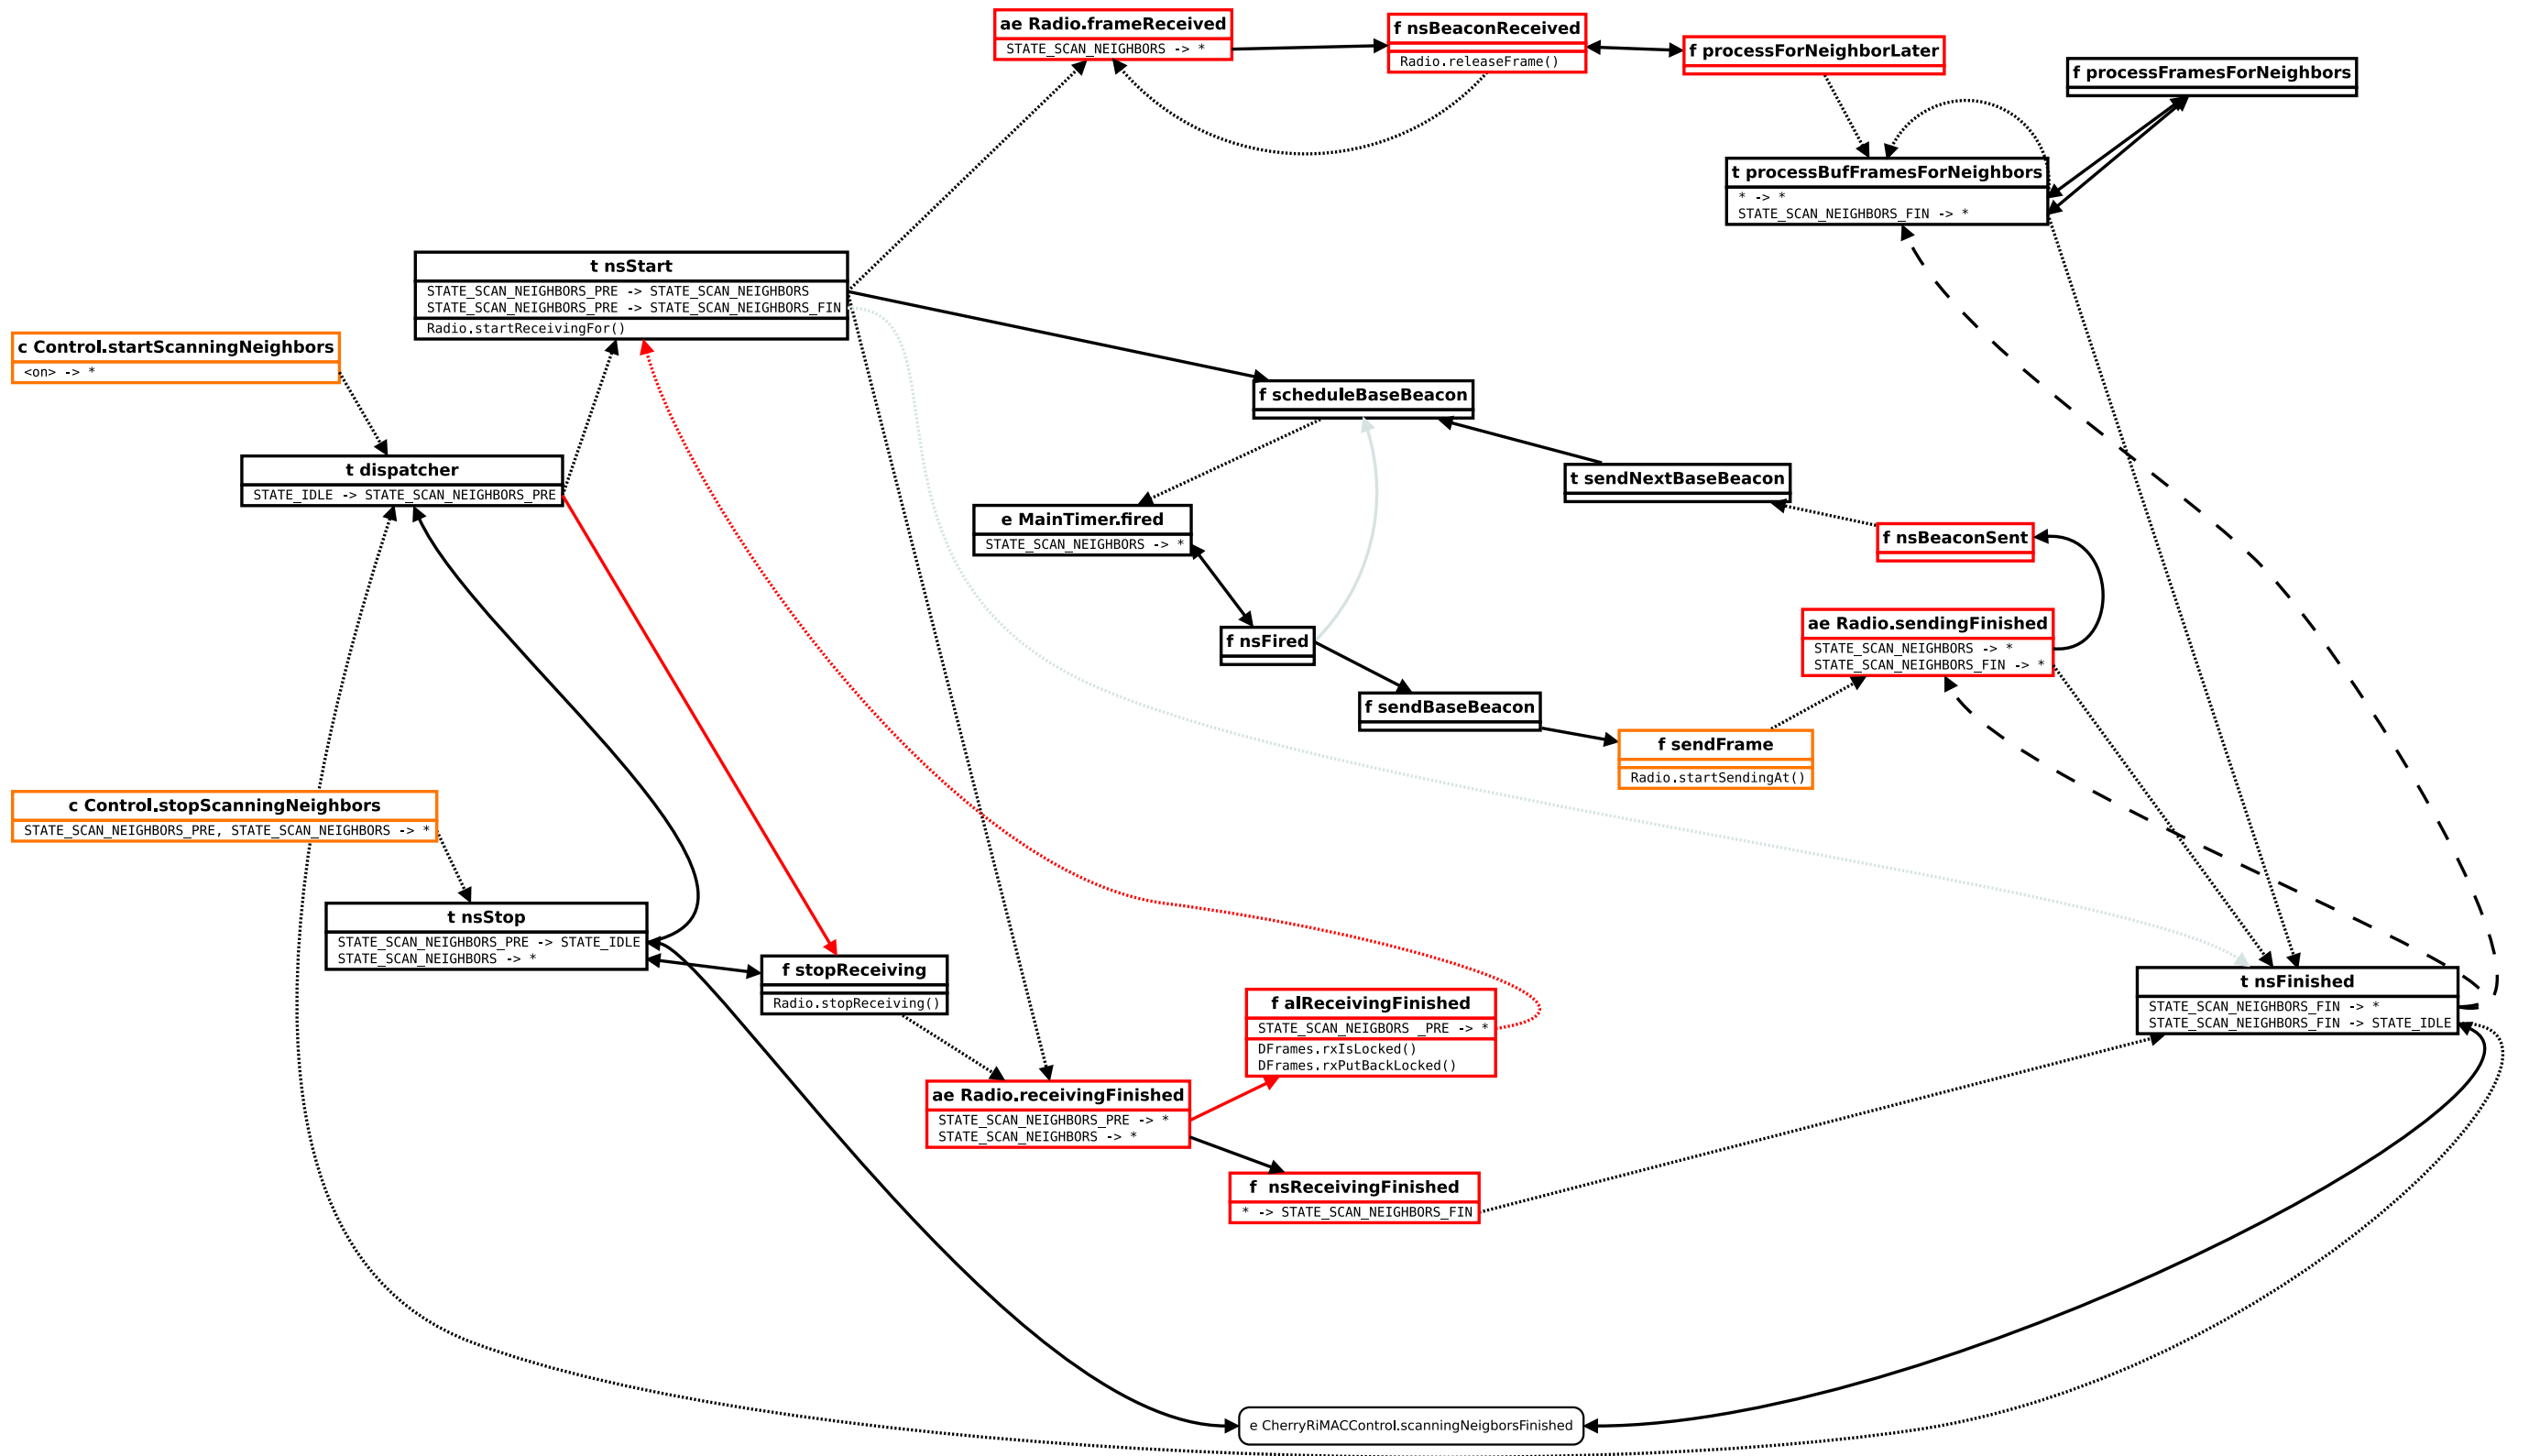 ae Radio.frameReceived
STATE_SCAN_NEIGHBORS -> *
f nsBeaconReceived
Radio.releaseFrame()
f processForNeighborLater
f processFramesForNeighbors
t processBufFramesForNeighbors
* -> *
STATE_SCAN_NEIGHBORS_FIN -> *
t nsStart
STATE_SCAN_NEIGHBORS_PRE -> STATE_SCAN_NEIGHBORS
STATE_SCAN_NEIGHBORS_PRE -> STATE_SCAN_NEIGHBORS_FIN
Radio.startReceivingFor()
c Control.startScanningNeighbors
<on> -> *
f scheduleBaseBeacon
t dispatcher
STATE_IDLE -> STATE_SCAN_NEIGHBORS_PRE
t sendNextBaseBeacon
e MainTimer.fired
STATE_SCAN_NEIGHBORS -> *
f nsBeaconSent
f nsFired
ae Radio.sendingFinished
STATE_SCAN_NEIGHBORS -> *
STATE_SCAN_NEIGHBORS_FIN -> *
f sendBaseBeacon
f sendFrame
Radio.startSendingAt()
c Control.stopScanningNeighbors
STATE_SCAN_NEIGHBORS_PRE, STATE_SCAN_NEIGHBORS -> *
t nsStop
STATE_SCAN_NEIGHBORS_PRE -> STATE_IDLE
STATE_SCAN_NEIGHBORS -> *
f stopReceiving
Radio.stopReceiving()
f alReceivingFinished
STATE_SCAN_NEIGBORS _PRE -> *
DFrames.rxIsLocked()
DFrames.rxPutBackLocked()
t nsFinished
STATE_SCAN_NEIGHBORS_FIN -> *
STATE_SCAN_NEIGHBORS_FIN -> STATE_IDLE
ae Radio.receivingFinished
STATE_SCAN_NEIGHBORS_PRE -> *
STATE_SCAN_NEIGHBORS -> *
f  nsReceivingFinished
* -> STATE_SCAN_NEIGHBORS_FIN
e CherryRiMACControl.scanningNeigborsFinished